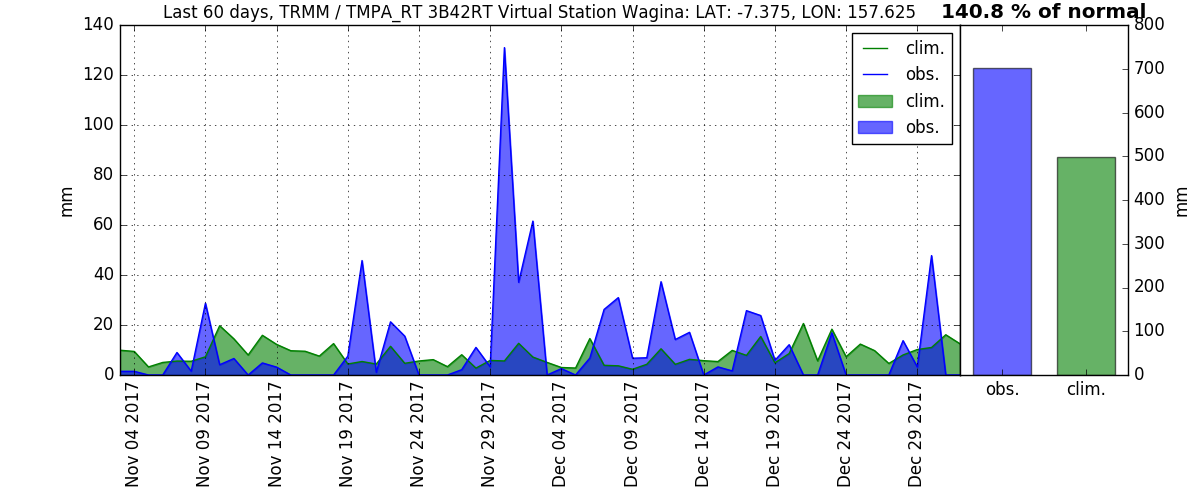 Last 60 days, TRMM / TMPA_RT 3B42RT Virtual Station Wagina: LAT: -7.375, LON: 157.625
140.8 % of normal
140
120
100
80
60
40
20
0
mm
clim.
obs.
clim.
obs.
800
700
600
500
400
300
200
100
0
mm
obs.
clim.
Nov 04 2017
Nov 09 2017
Nov 14 2017
Nov 19 2017
Nov 24 2017
Nov 29 2017
Dec 04 2017
Dec 09 2017
Dec 14 2017
Dec 19 2017
Dec 24 2017
Dec 29 2017